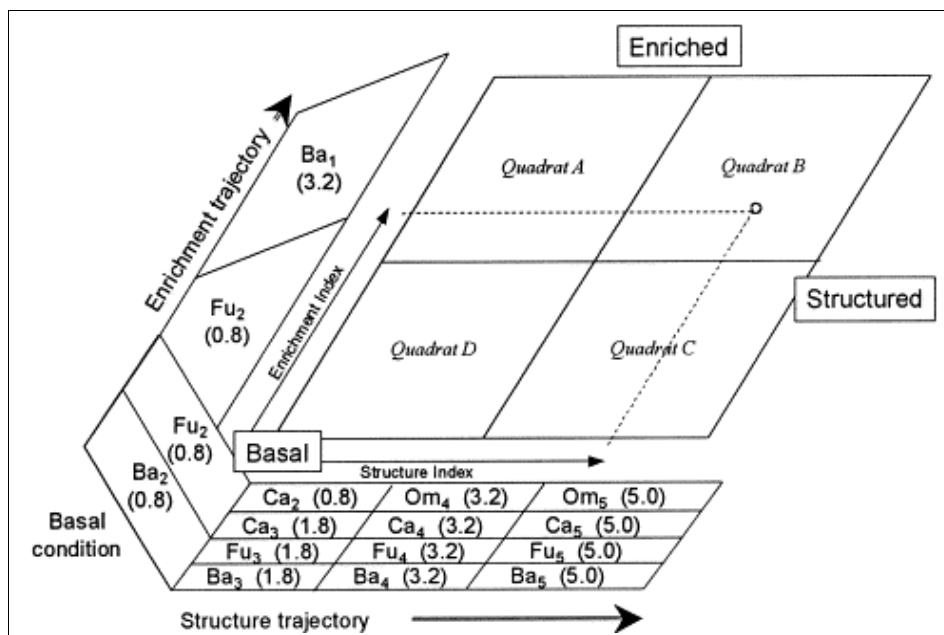 Enriched
Enrichment trajectory
Ba₁
(3.2)
Quadrat A
Quadrat B
Enrichment Index
Fu₂
(0.8)
Structured
Quadrat D
Quadrat C
Fu₂
(0.8)
Basal
Ba₂
(0.8)
Structure Index
Ca₂ (0.8) Om₄ (3.2) Om₅ (5.0)
Ca₃ (1.8) Ca₄ (3.2) Ca₅ (5.0)
Fu₃ (1.8) Fu₄ (3.2) Fu₅ (5.0)
Ba₃ (1.8) Ba₄ (3.2) Ba₅ (5.0)
Basal
condition
Structure trajectory